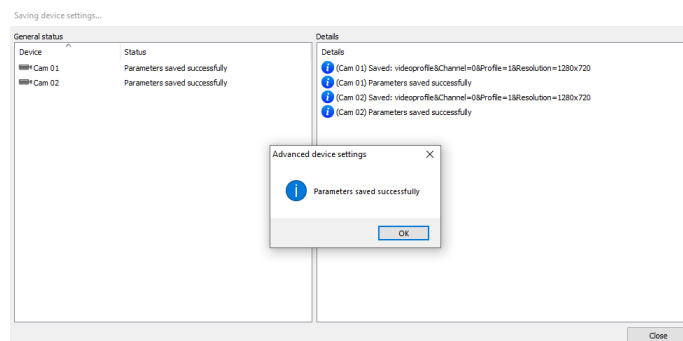 Saving device settings...
General status
Device Status
Cam 01 Parameters saved successfully
Cam 02 Parameters saved successfully
Details
Details
(Cam 01) Saved: videoprofile&Channel=0&Profile=1&Resolution=1280x720
(Cam 01) Parameters saved successfully
(Cam 02) Saved: videoprofile&Channel=0&Profile=1&Resolution=1280x720
(Cam 02) Parameters saved successfully
Advanced device settings
Parameters saved successfully
OK
Close